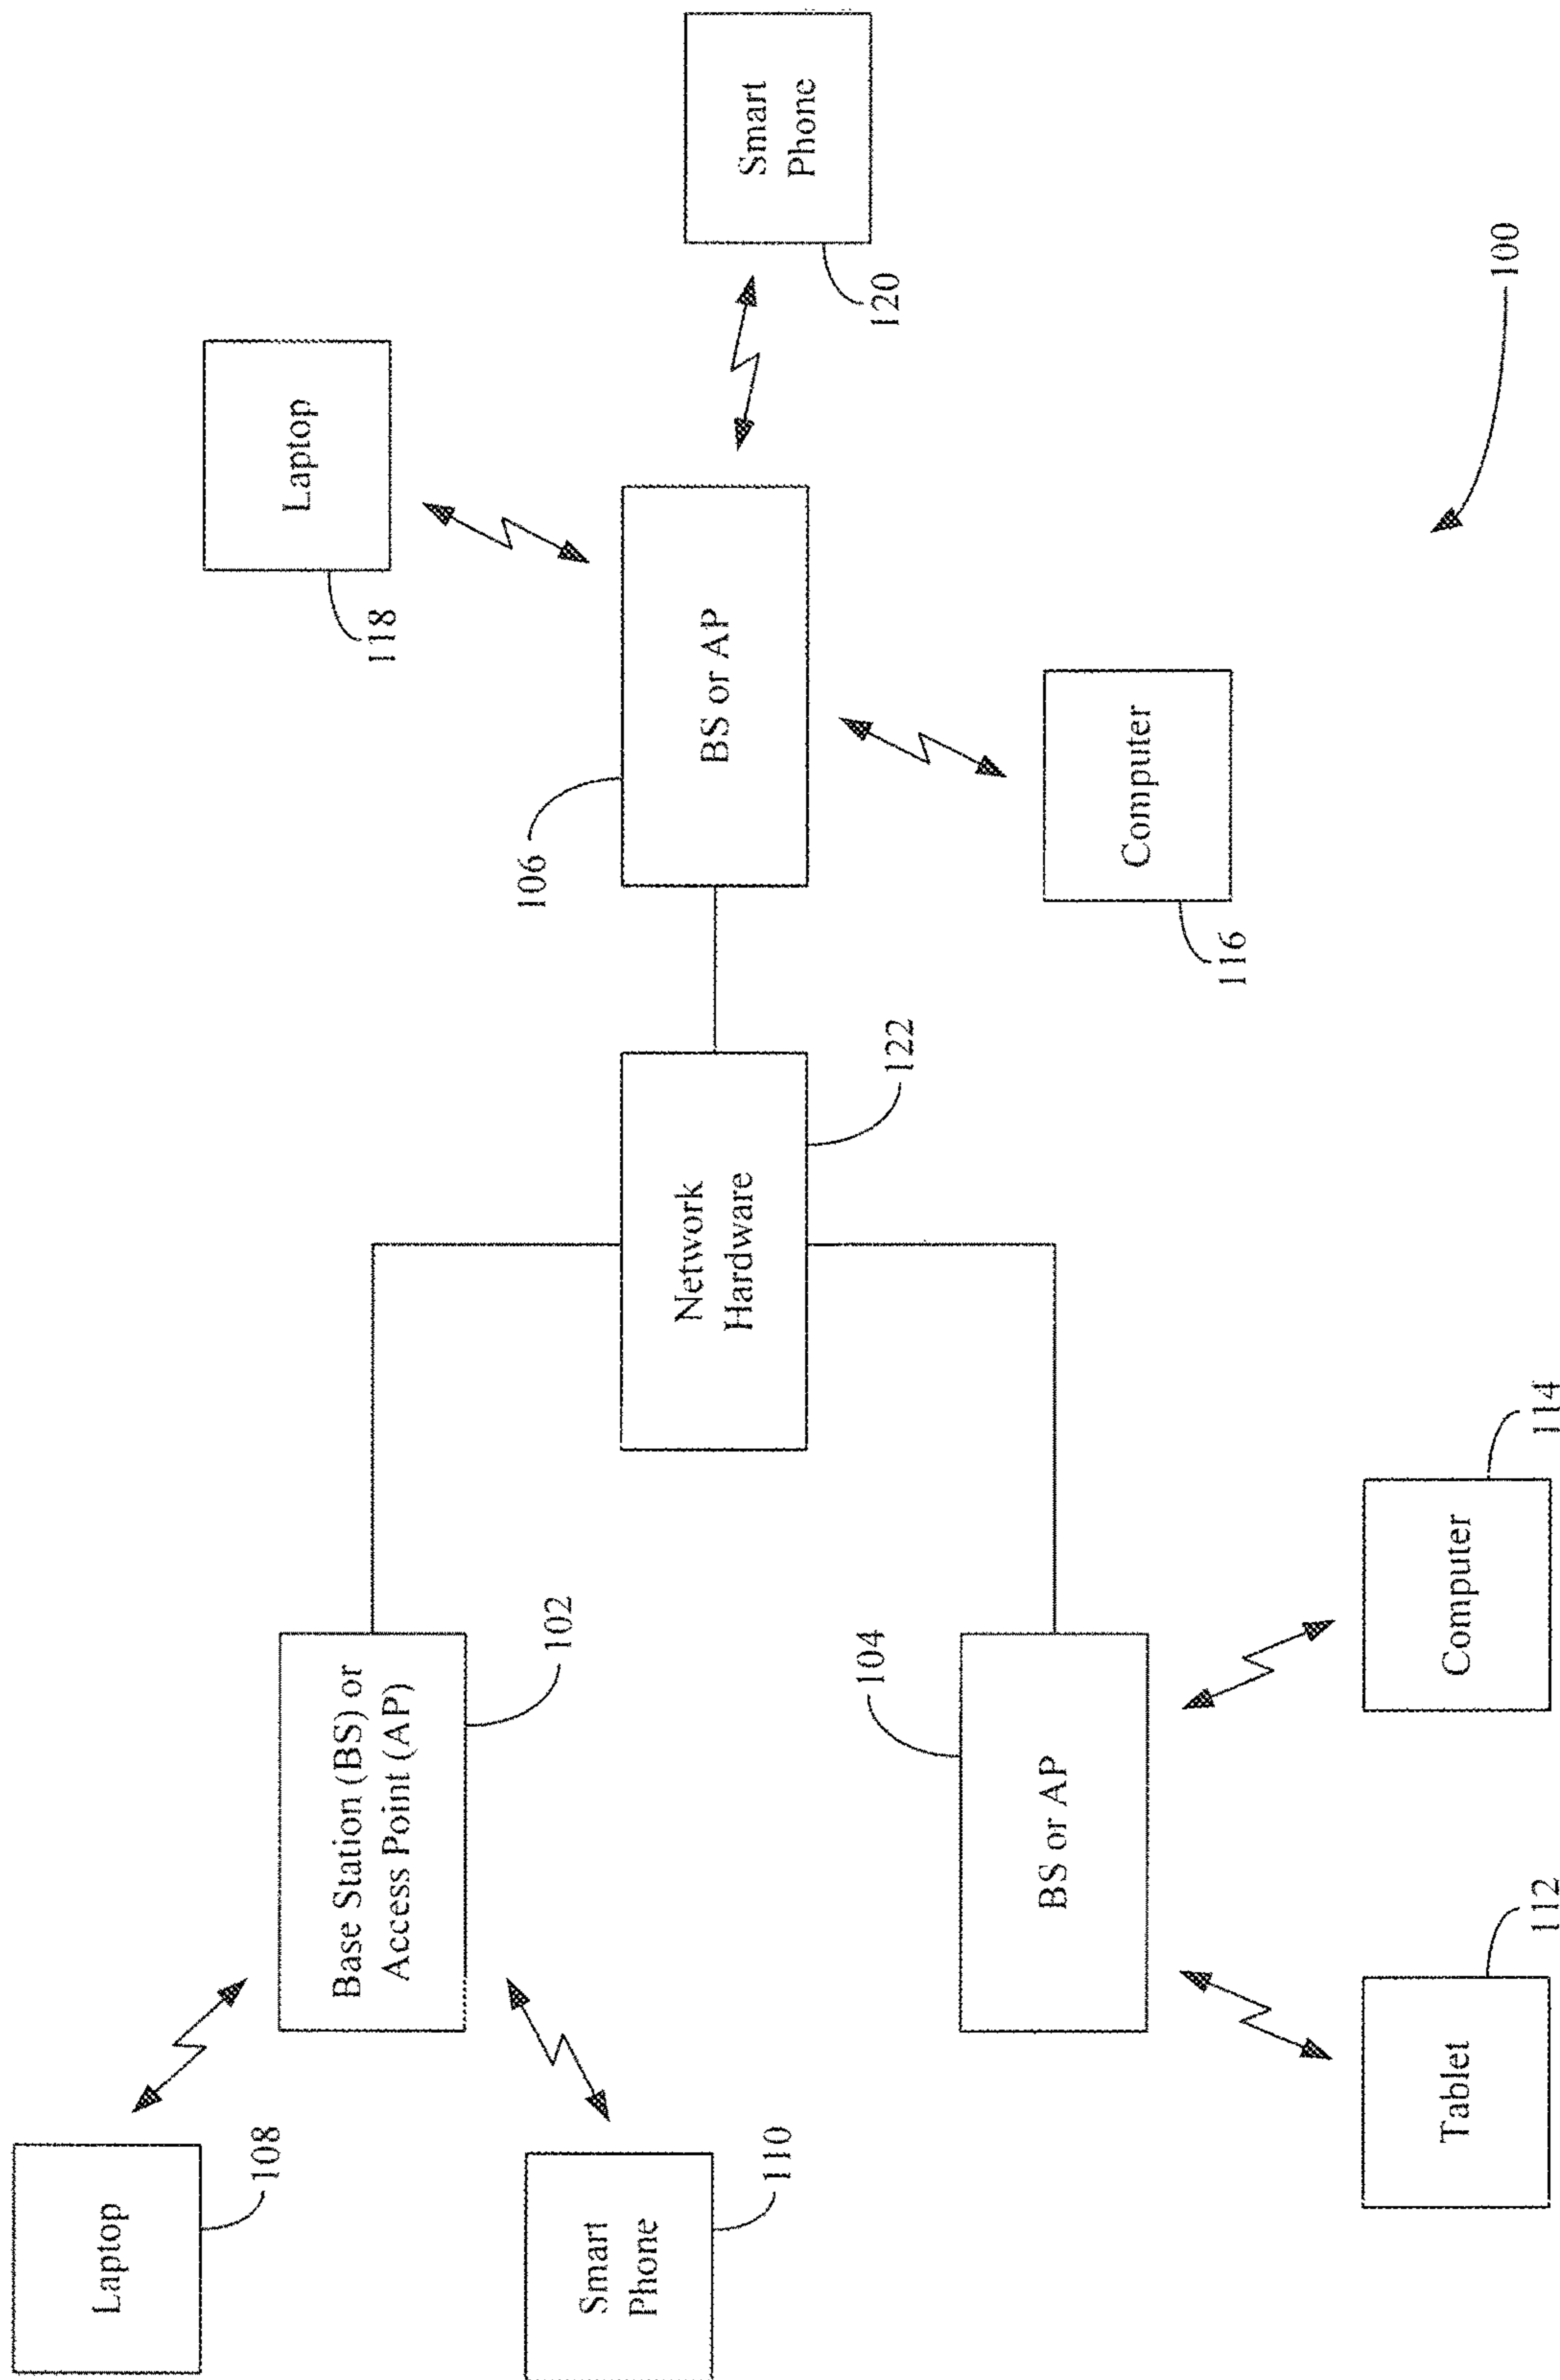 Laptop
108
Smart
Phone
110
Base Station (BS) or
Access Point (AP)
102
BS or AP
104
Tablet
112
Computer
114
Network
Hardware
122
BS or AP
106
Laptop
118
Computer
116
Smart
Phone
120
100